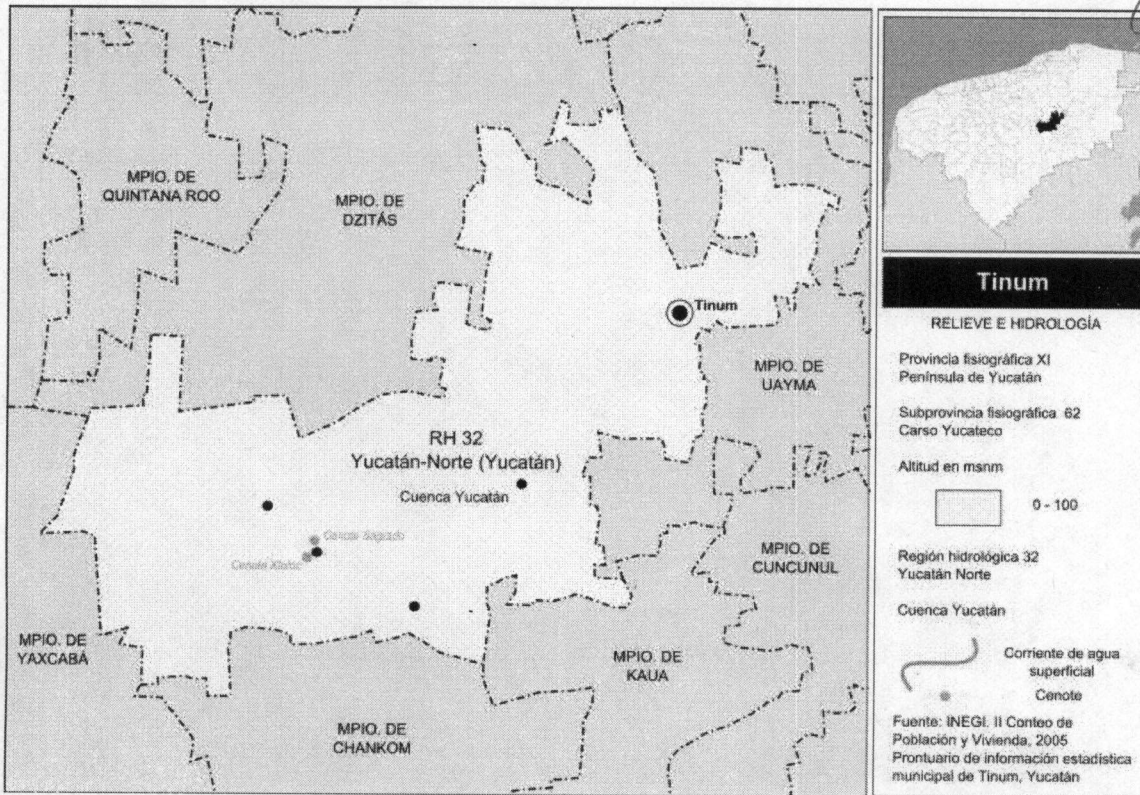 MPIO. DE
QUINTANA ROO
MPIO. DE
DZITÁS
Tinum
MPIO. DE
UAYMA
RH 32
Yucatán-Norte (Yucatán)
Cuenca Yucatán
Cenote Sagrado
Cenote Xtoloc
MPIO. DE
CUNCUNUL
MPIO. DE
YAXCABÁ
MPIO. DE
KAUA
MPIO. DE
CHANKOM
Tinum
RELIEVE E HIDROLOGÍA
Provincia fisiográfica XI
Península de Yucatán
Subprovincia fisiográfica 62
Carso Yucateco
Altitud en msnm
0 - 100
Región hidrológica 32
Yucatán Norte
Cuenca Yucatán
Corriente de agua
superficial
Cenote
Fuente: INEGI. II Conteo de
Población y Vivienda, 2005
Prontuario de información estadística
municipal de Tinum, Yucatán